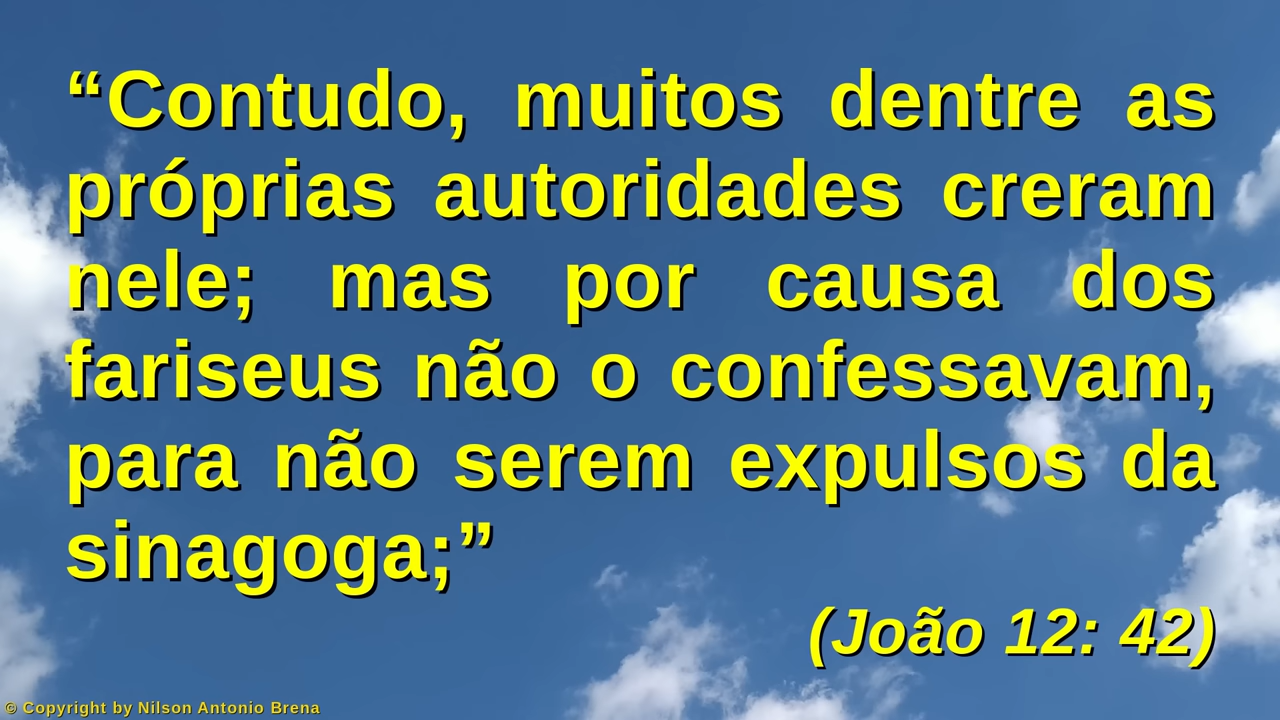 “Contudo, muitos dentre as
próprias autoridades creram
nele; mas por causa dos
fariseus não o confessavam,
para não serem expulsos da
sinagoga;”
(João 12: 42)
© Copyright by Nilson Antonio Brena